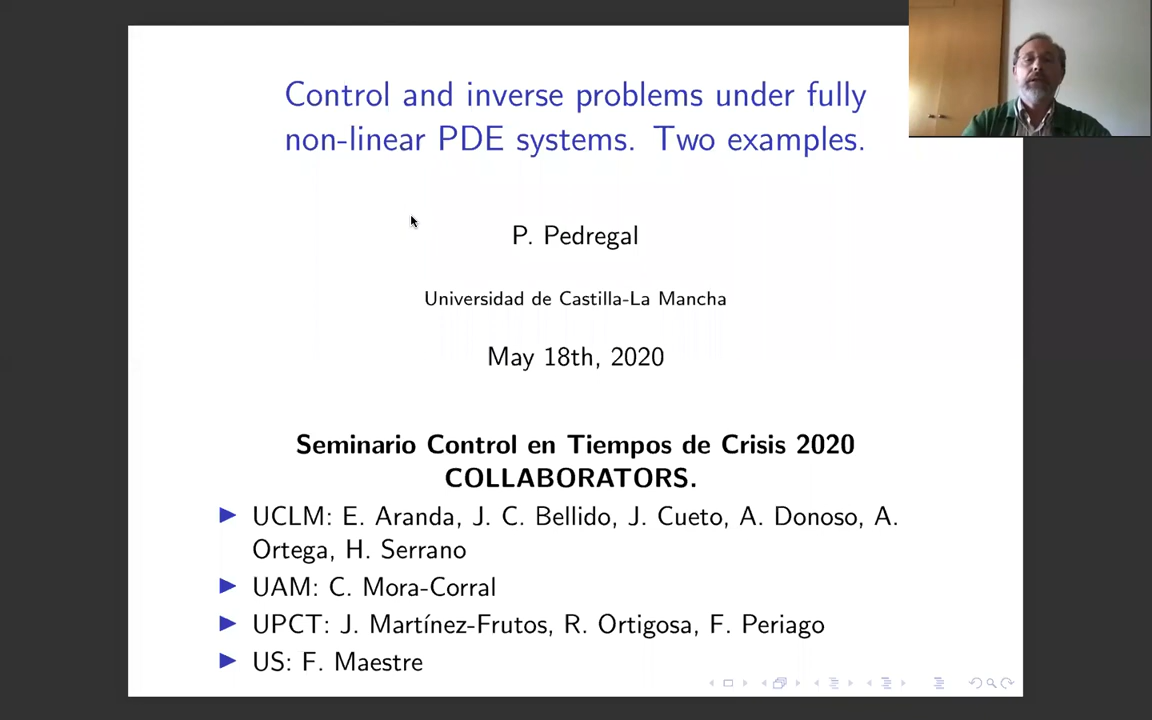 Control and inverse problems under fully
non-linear PDE systems. Two examples.
P. Pedregal
Universidad de Castilla-La Mancha
May 18th, 2020
Seminario Control en Tiempos de Crisis 2020
COLLABORATORS.
UCLM: E. Aranda, J. C. Bellido, J. Cueto, A. Donoso, A.
Ortega, H. Serrano
UAM: C. Mora-Corral
UPCT: J. Martínez-Frutos, R. Ortigosa, F. Periago
US: F. Maestre